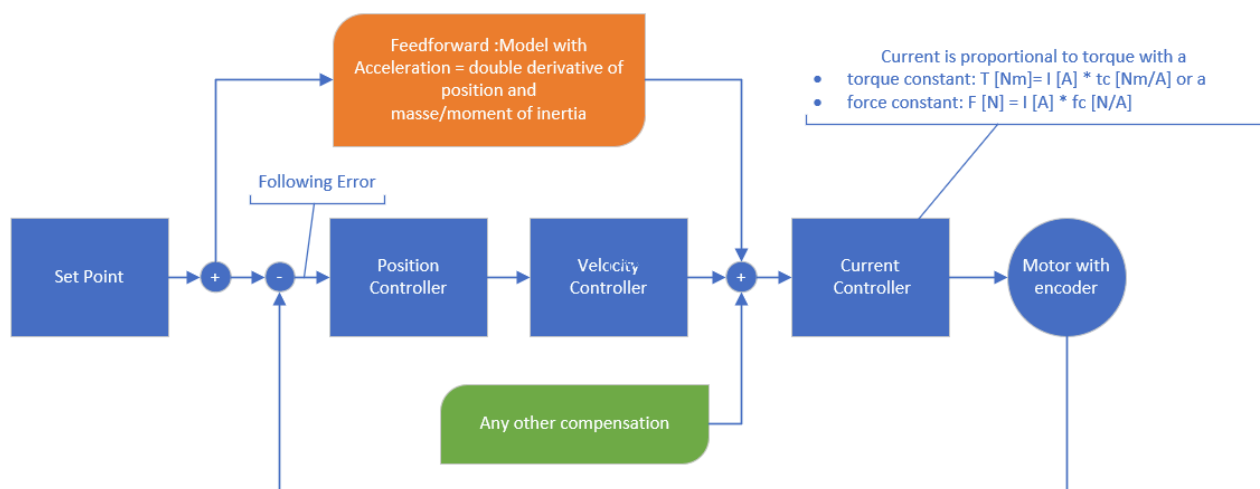 Feedforward :Model with
Acceleration = double derivative of
position and
masse/moment of inertia
Current is proportional to torque with a
• torque constant: T [Nm]= I [A] * tc [Nm/A] or a
• force constant: F [N] = I [A] * fc [N/A]
Following Error
Set Point
+
-
Position
Controller
Velocity
Controller
+
Current
Controller
Motor with
encoder
Any other compensation